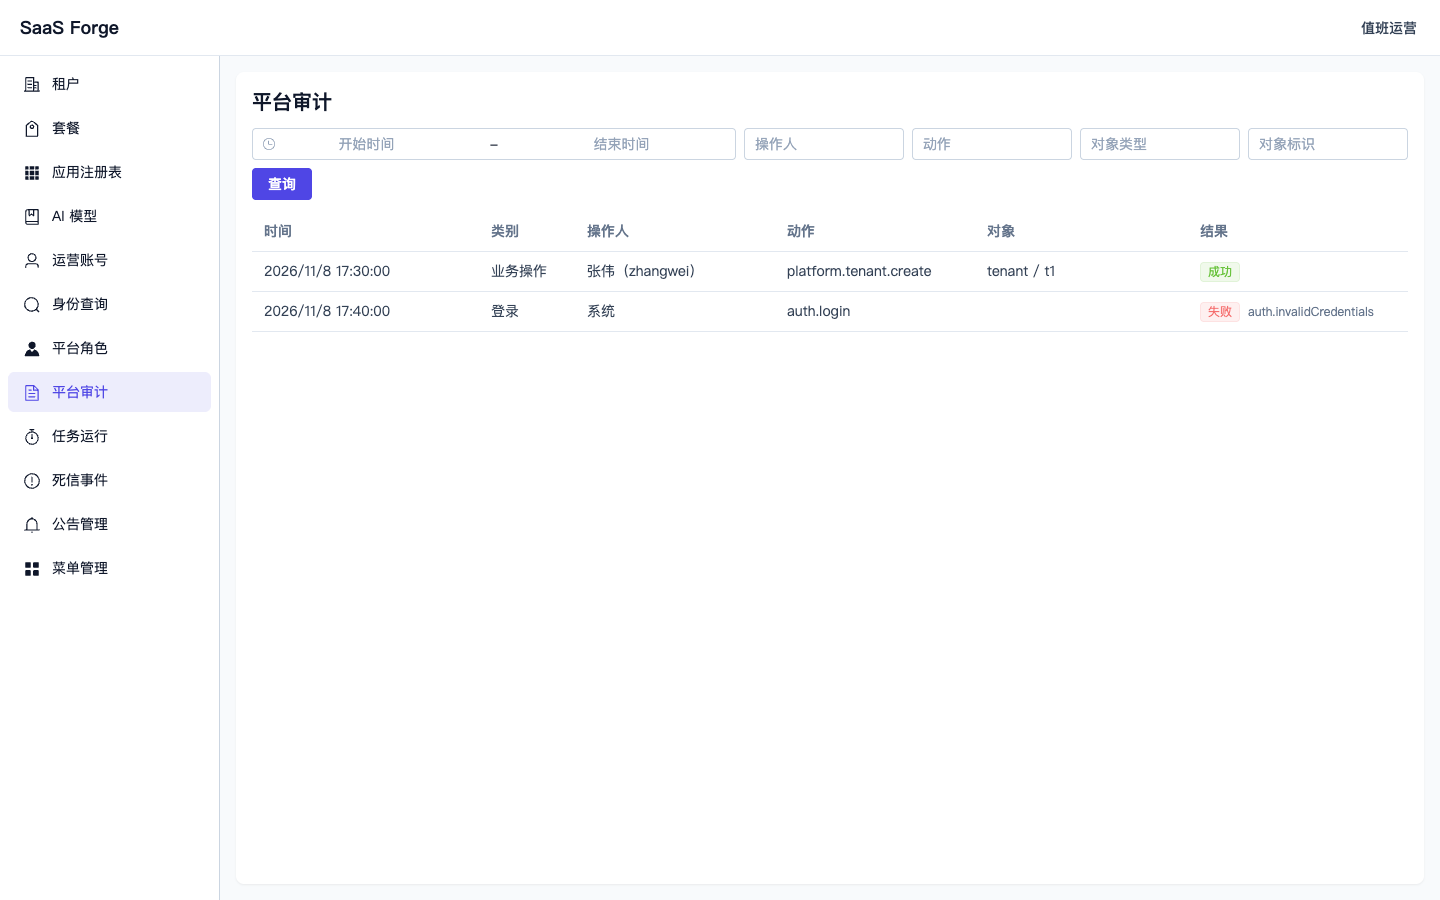 SaaS Forge
值班运营
租户
套餐
应用注册表
AI 模型
运营账号
身份查询
平台角色
平台审计
任务运行
死信事件
公告管理
菜单管理
平台审计
开始时间 – 结束时间 操作人 动作 对象类型 对象标识
查询
时间 类别 操作人 动作 对象 结果
2026/11/8 17:30:00 业务操作 张伟（zhangwei） platform.tenant.create tenant / t1 成功
2026/11/8 17:40:00 登录 系统 auth.login 失败 auth.invalidCredentials